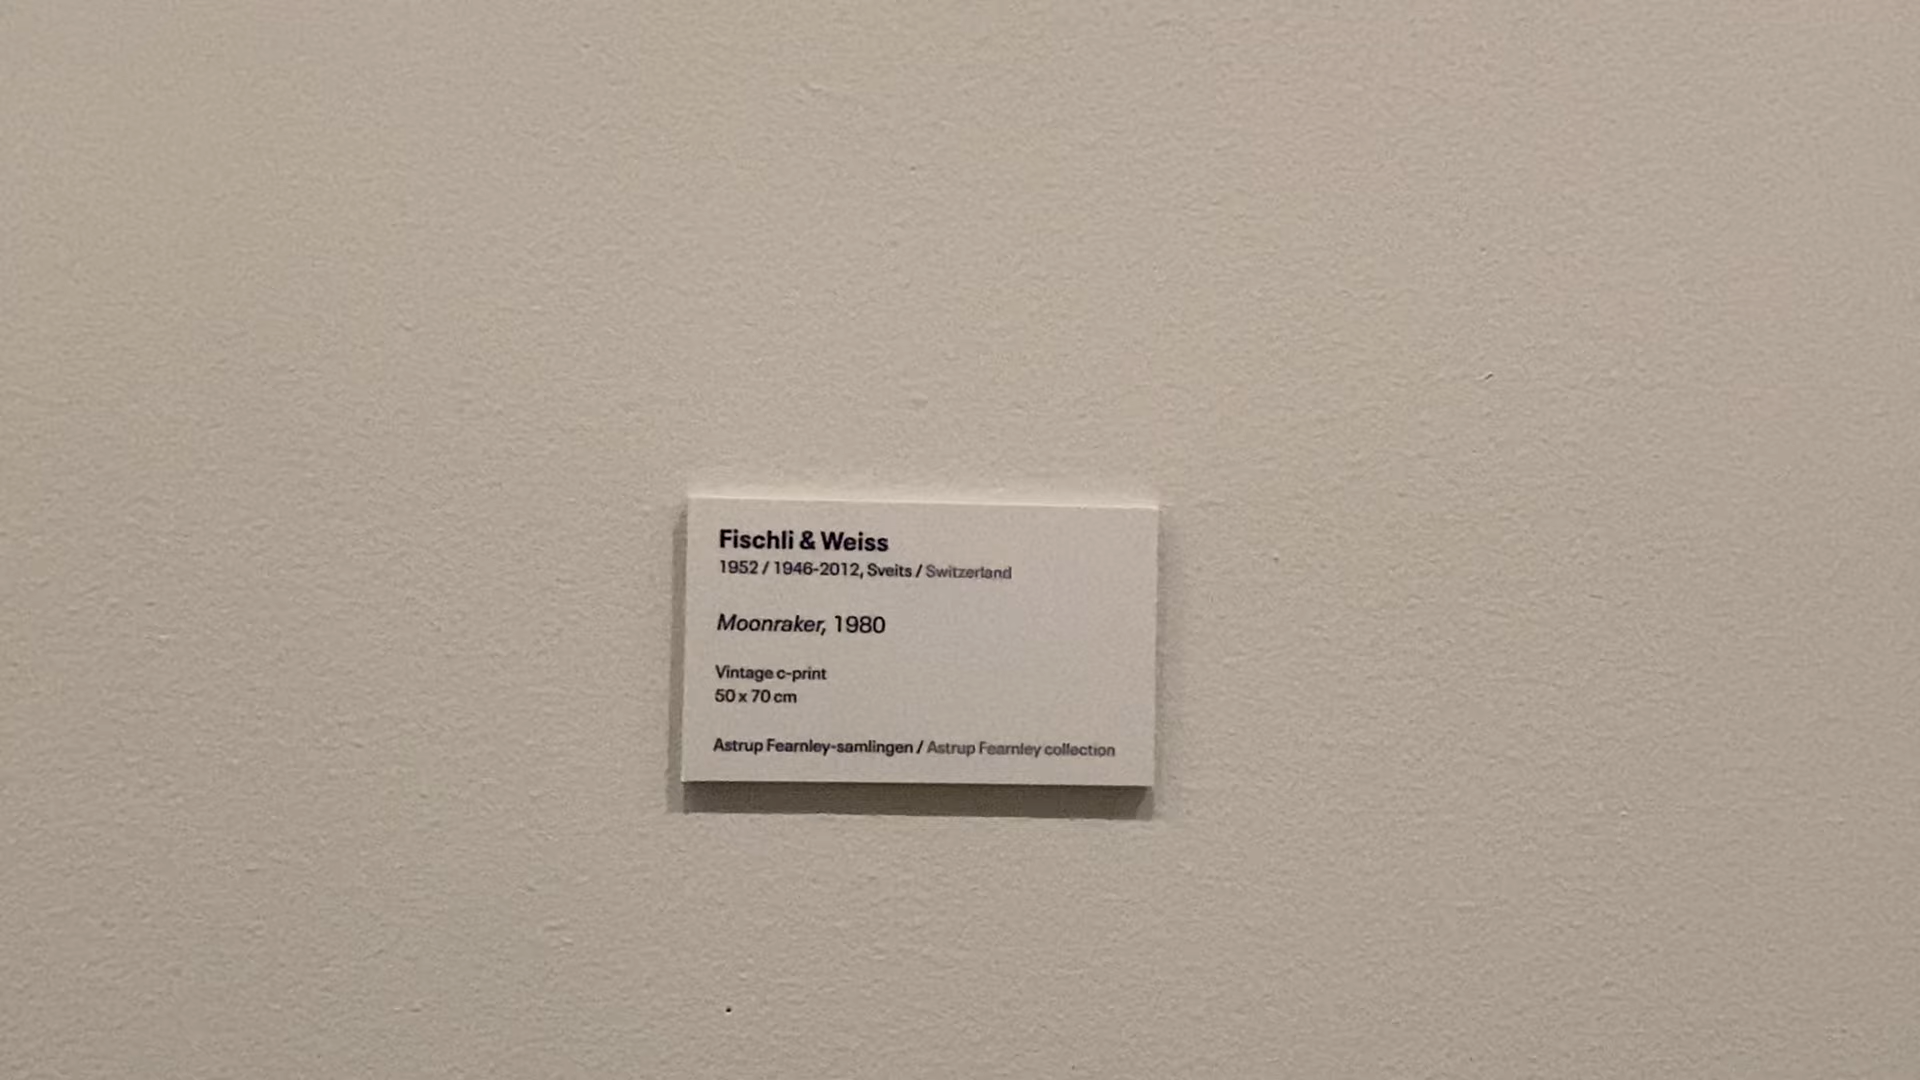 Fischli & Weiss
1952 / 1946-2012, Sveits / Switzerland
Moonraker, 1980
Vintage c-print
50 x 70 cm
Astrup Fearnley-samlingen / Astrup Fearnley collection